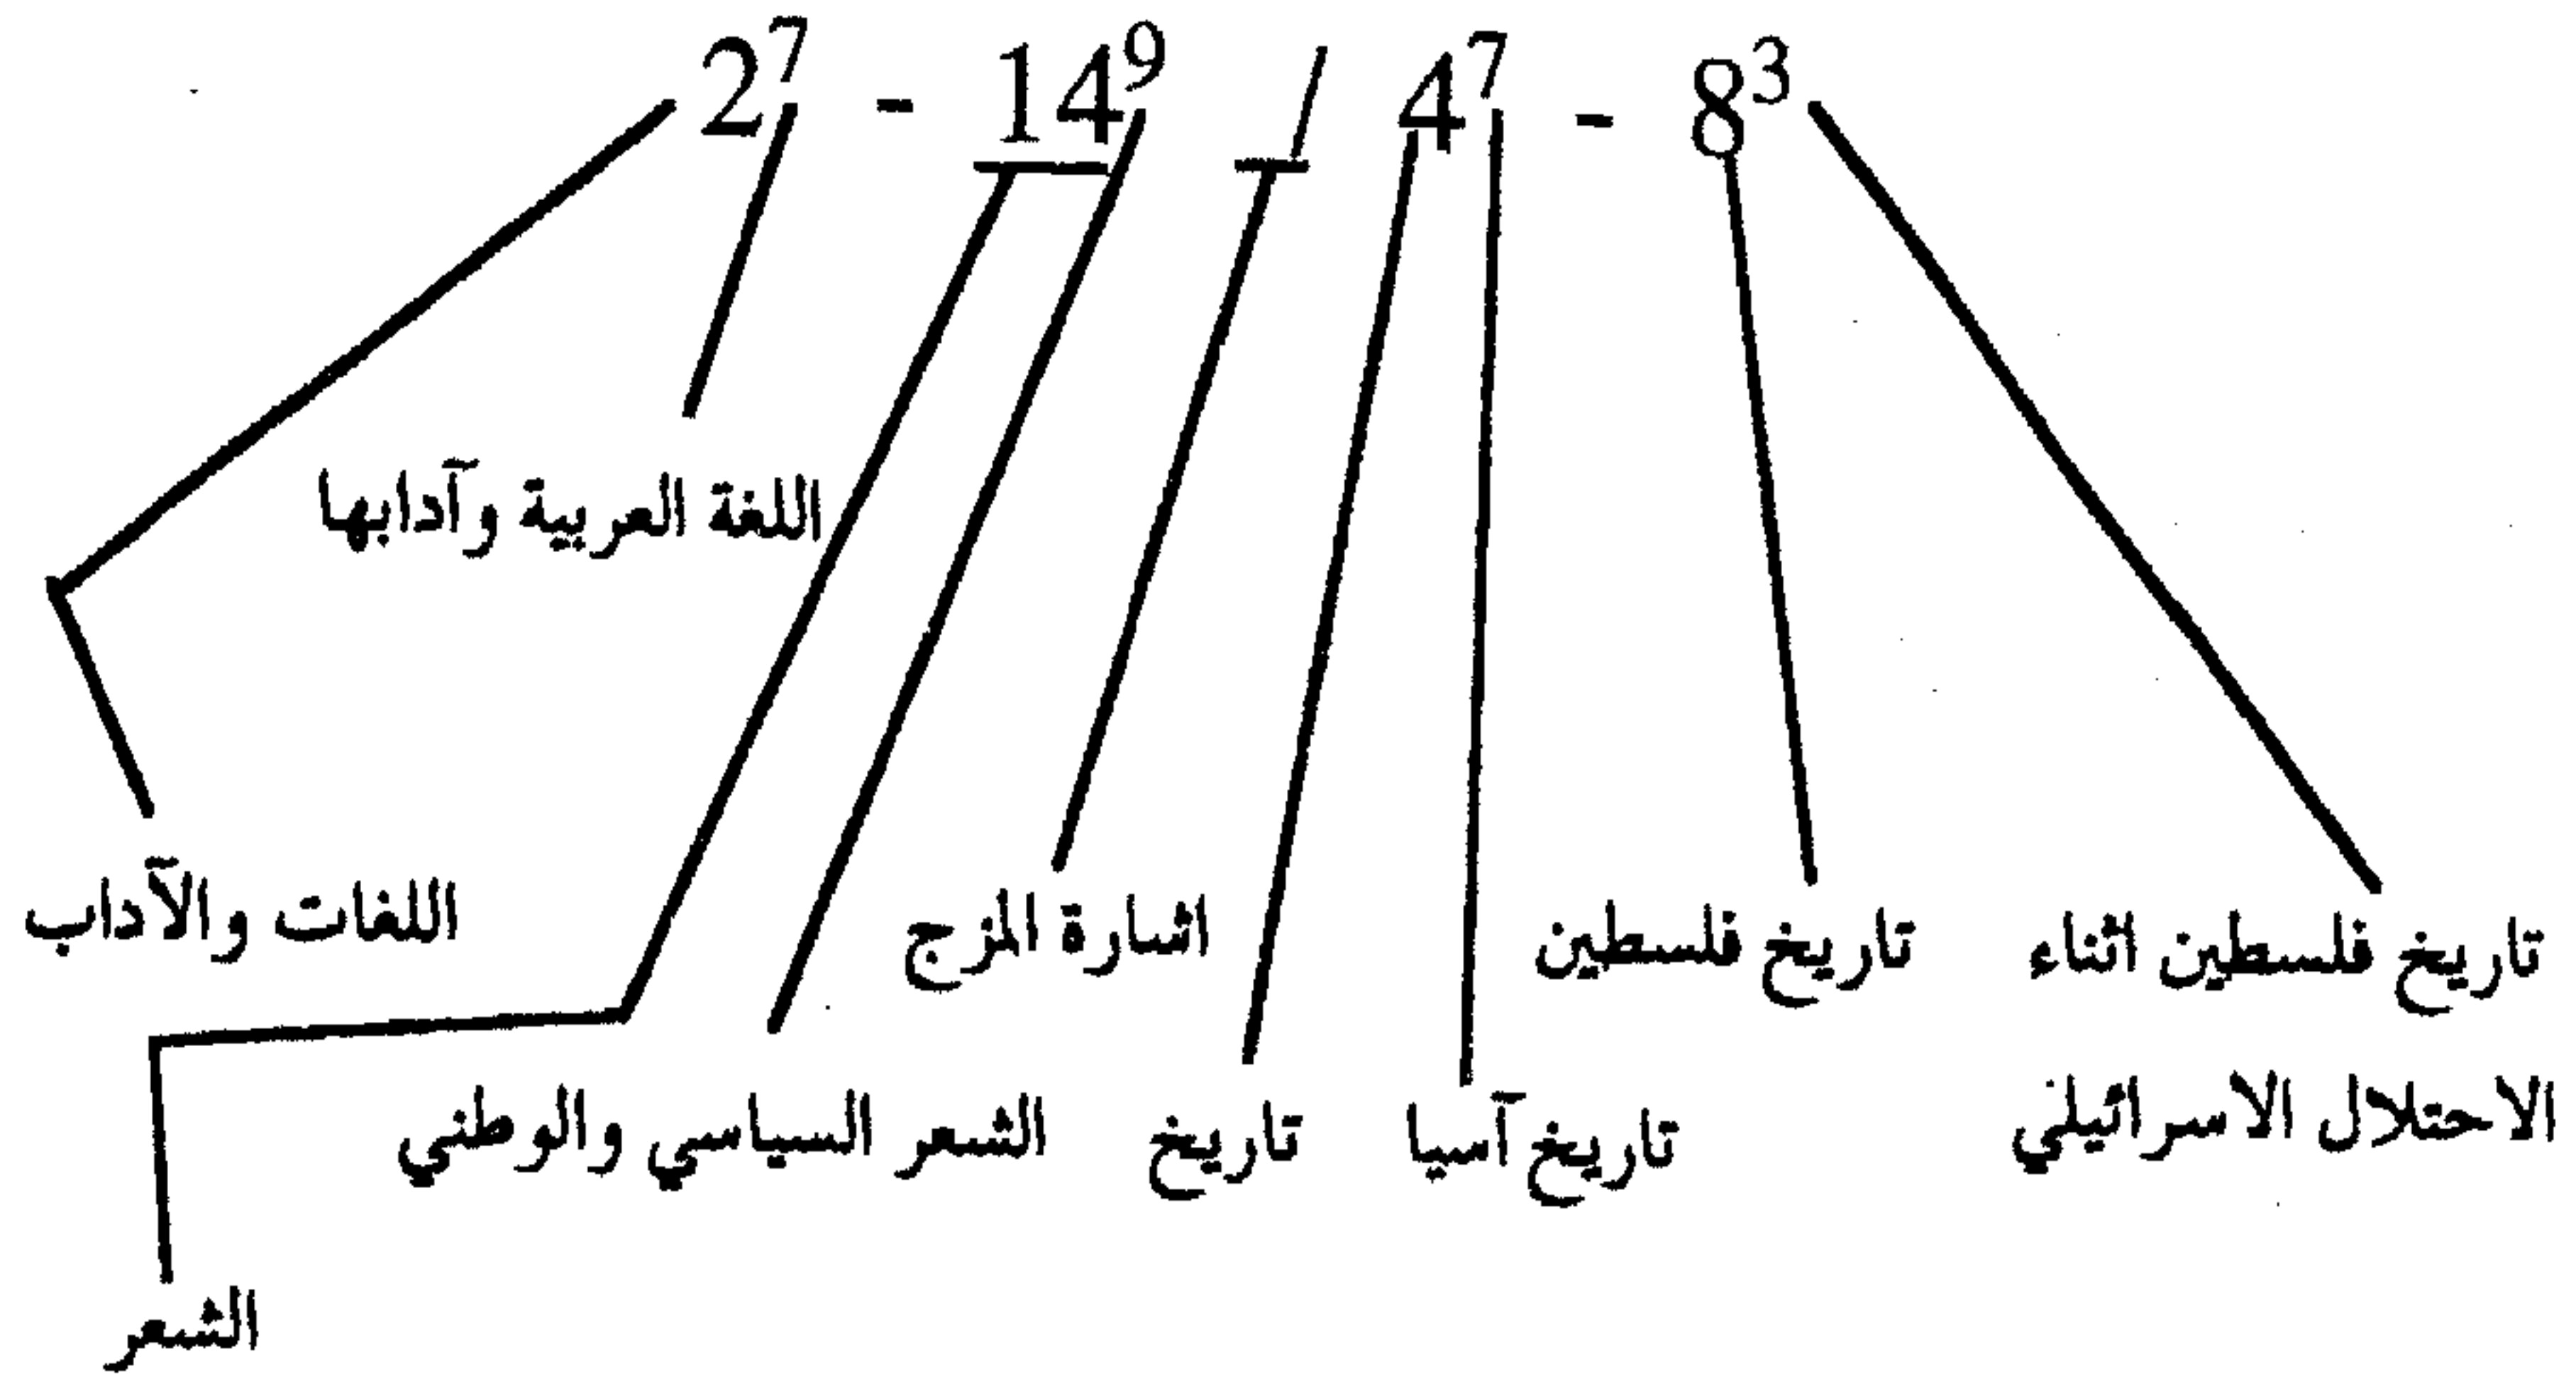 2⁷ - 14⁹ / 4⁷ - 8³
اللغة العربية وآدابها
اللغات والآداب
اشارة المزج
تاريخ فلسطين
تاريخ فلسطين اثناء
الاحتلال الاسرائيلي
الشعر السياسي والوطني
تاريخ
تاريخ آسيا
الشعر